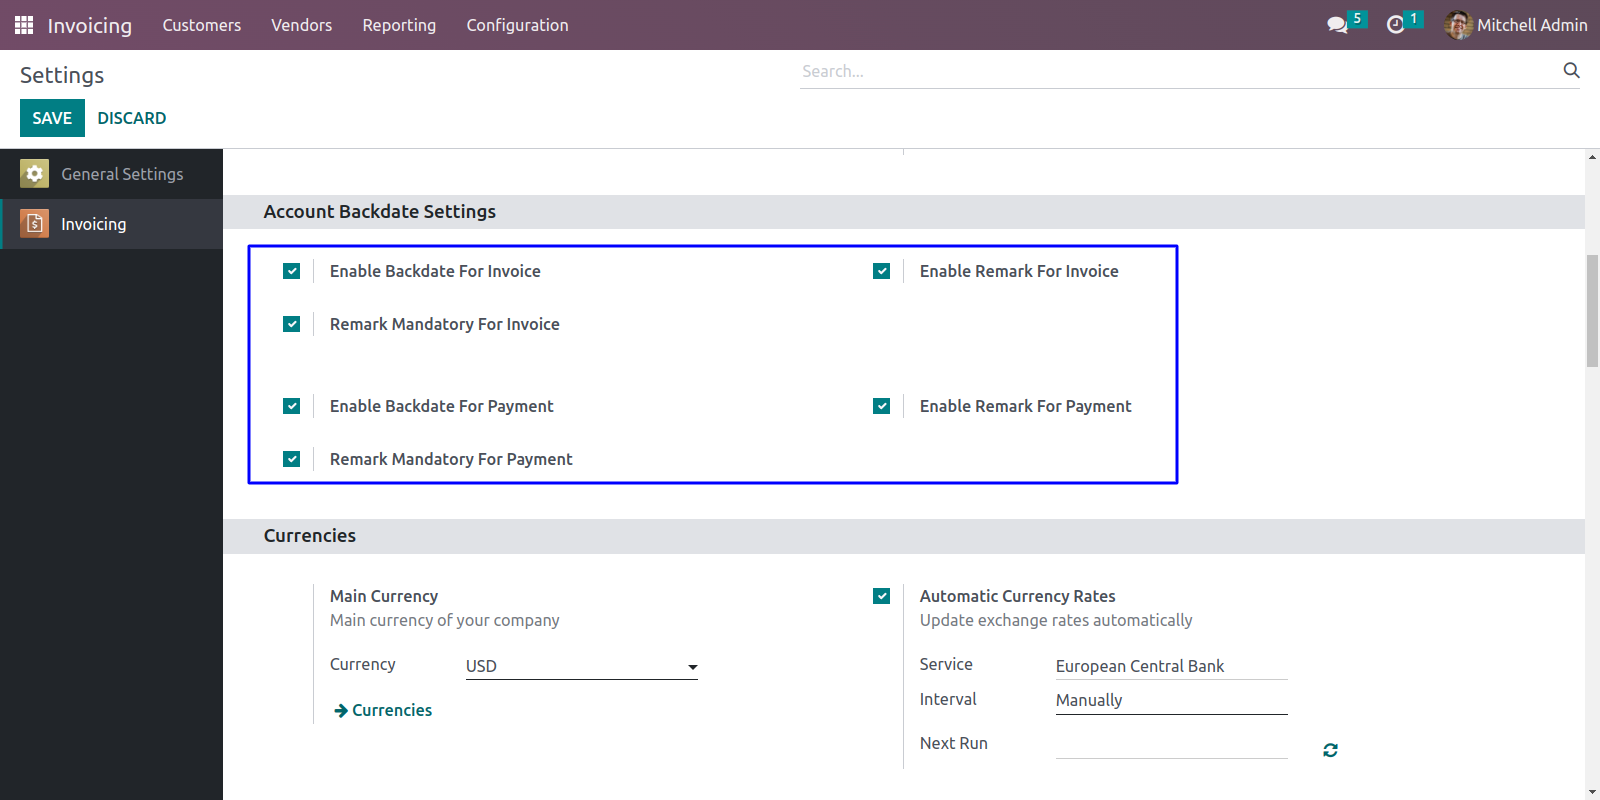 Invoicing Customers Vendors Reporting Configuration 5 1 Mitchell Admin
Settings Search...
SAVE DISCARD
General Settings
Invoicing
Account Backdate Settings
Enable Backdate For Invoice Enable Remark For Invoice
Remark Mandatory For Invoice
Enable Backdate For Payment Enable Remark For Payment
Remark Mandatory For Payment
Currencies
Main Currency Automatic Currency Rates
Main currency of your company Update exchange rates automatically
Currency USD Service European Central Bank
Interval Manually
Currencies
Next Run